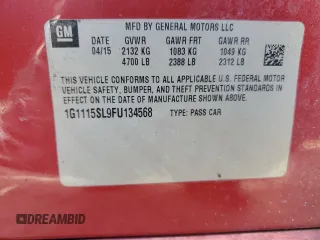 GM
MFD BY GENERAL MOTORS LLC
04/15 GVWR GAWR FRT GAWR RR
2132 KG 1083 KG 1049 KG
4700 LB 2388 LB 2312 LB
THIS VEHICLE CONFORMS TO ALL APPLICABLE U.S. FEDERAL MOTOR
VEHICLE SAFETY, BUMPER, AND THEFT PREVENTION STANDARDS IN
EFFECT ON THE DATE OF MANUFACTURE SHOWN ABOVE.
1G1115SL9FU134568 TYPE: PASS CAR
DREAMBID